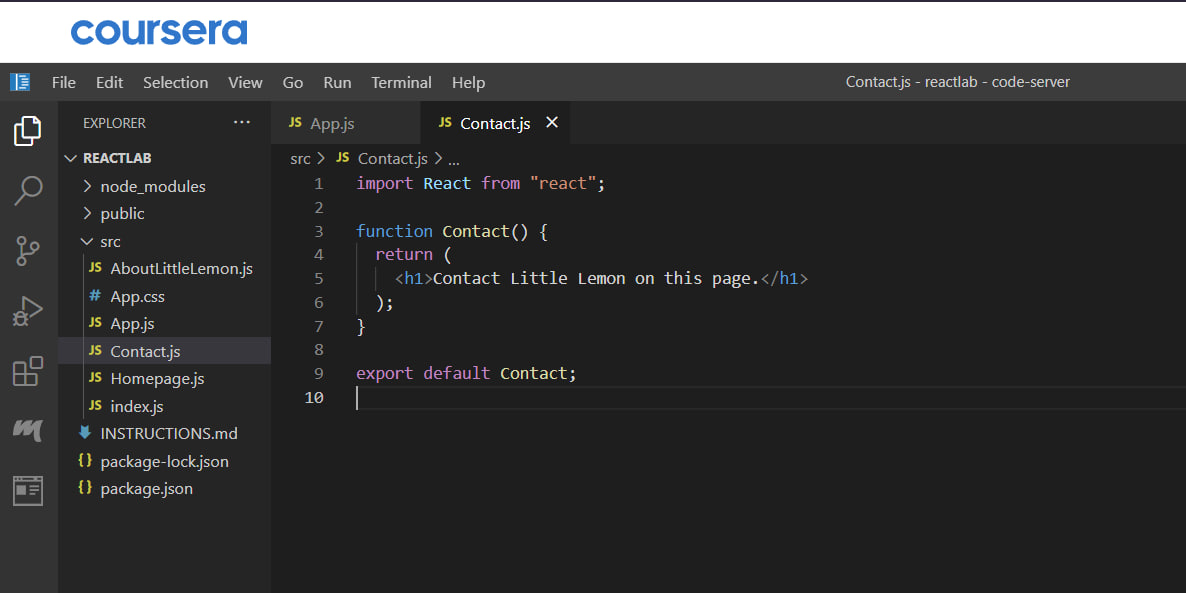 coursera
File Edit Selection View Go Run Terminal Help Contact.js - reactlab - code-server
EXPLORER ···
JS App.js JS Contact.js ×
REACTLAB
node_modules
public
src
JS AboutLittleLemon.js
# App.css
JS App.js
JS Contact.js
JS Homepage.js
JS index.js
INSTRUCTIONS.md
{} package-lock.json
{} package.json
src > JS Contact.js > ...
1 import React from "react";
2
3 function Contact() {
4 return (
5 <h1>Contact Little Lemon on this page.</h1>
6 );
7 }
8
9 export default Contact;
10